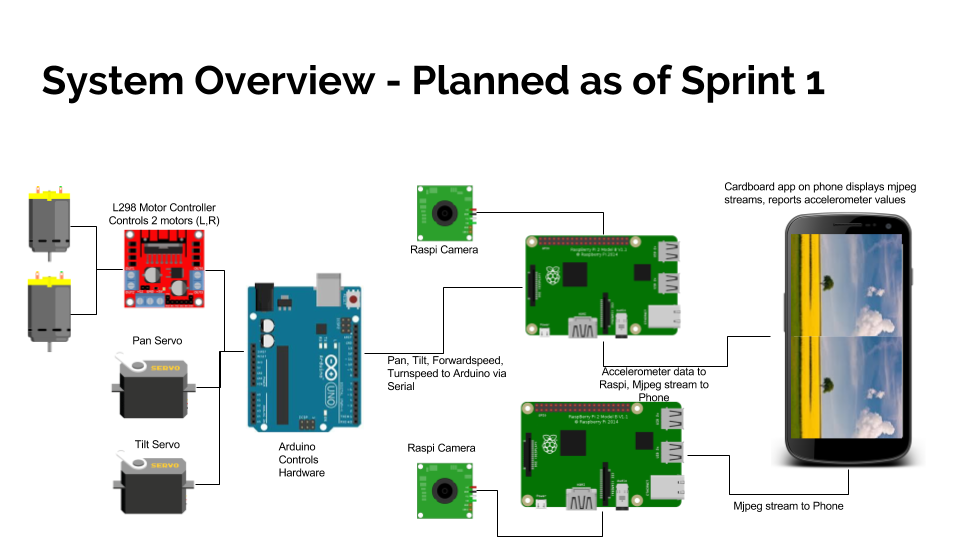 System Overview - Planned as of Sprint 1
Cardboard app on phone displays mjpeg
streams, reports accelerometer values
L298 Motor Controller
Controls 2 motors (L,R)
Raspi Camera
Raspberry Pi 2 Model B V1.1
© Raspberry Pi 2014
Pan Servo
SERVO
Pan, Tilt, Forwardspeed,
Turnspeed to Arduino via
Serial
Accelerometer data to
Raspi, Mjpeg stream to
Phone
UNO
Tilt Servo
SERVO
Arduino
Controls
Hardware
Raspi Camera
Raspberry Pi 2 Model B V1.1
© Raspberry Pi 2014
Mjpeg stream to Phone